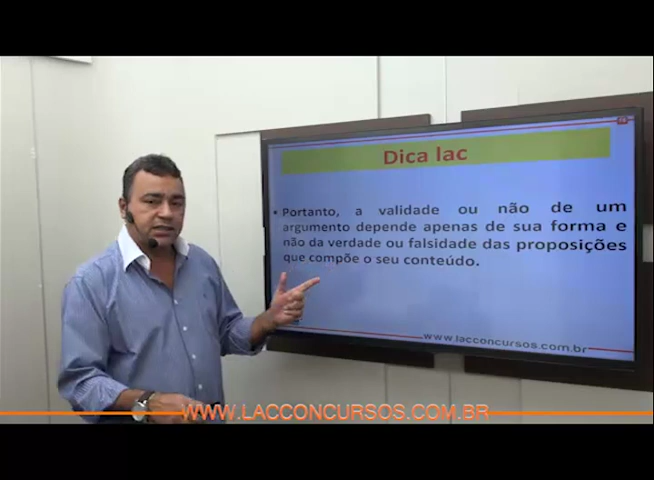 Dica lac
• Portanto, a validade ou não de um
argumento depende apenas de sua forma e
não da verdade ou falsidade das proposições
que compõe o seu conteúdo.
www.lacconcursos.com.br
WWW.LACCONCURSOS.COM.BR